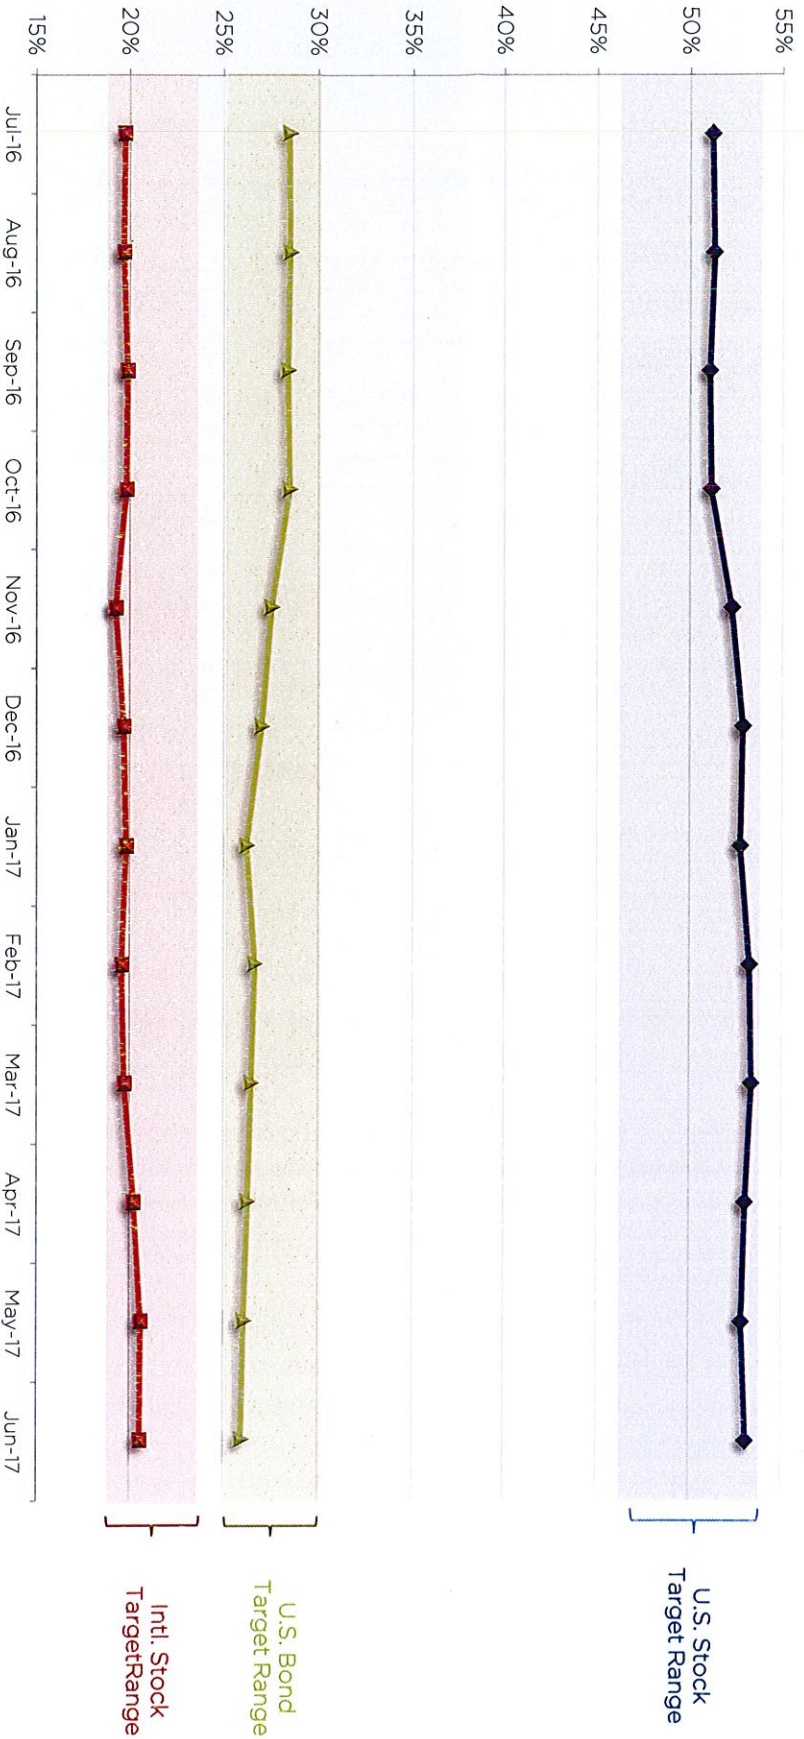 55%
50%
45%
40%
35%
30%
25%
20%
15%
Jul-16
Aug-16
Sep-16
Oct-16
Nov-16
Dec-16
Jan-17
Feb-17
Mar-17
Apr-17
May-17
Jun-17
U.S. Stock
Target Range
U.S. Bond
Target Range
Intl. Stock
TargetRange